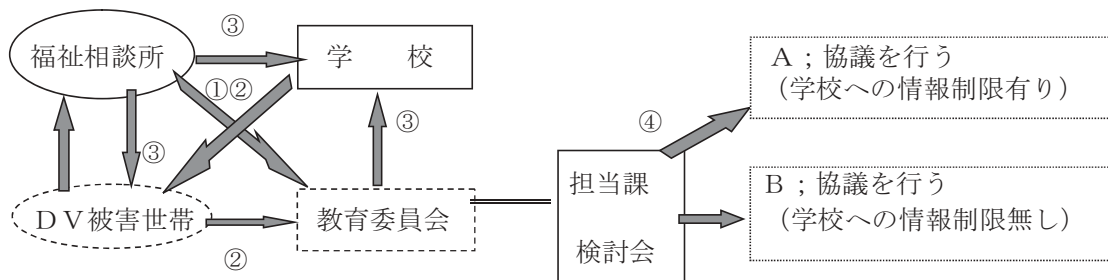 ③
福祉相談所
学　　校
①②
③
③
ＤＶ被害世帯
教育委員会
②
担当課
検討会
④
Ａ；協議を行う
（学校への情報制限有り）
Ｂ；協議を行う
（学校への情報制限無し）